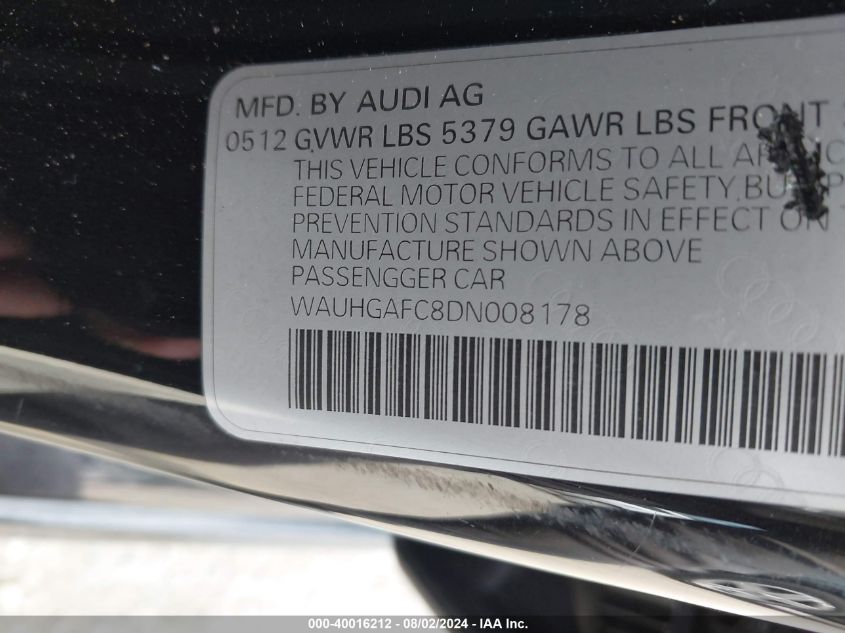 MFD. BY AUDI AG
0512 GVWR LBS 5379 GAWR LBS FRONT
THIS VEHICLE CONFORMS TO ALL
FEDERAL MOTOR VEHICLE SAFETY,
PREVENTION STANDARDS IN EFFECT ON
MANUFACTURE SHOWN ABOVE
PASSENGGER CAR
WAUHGAFC8DN008178
000-40016212 - 08/02/2024 - IAA Inc.